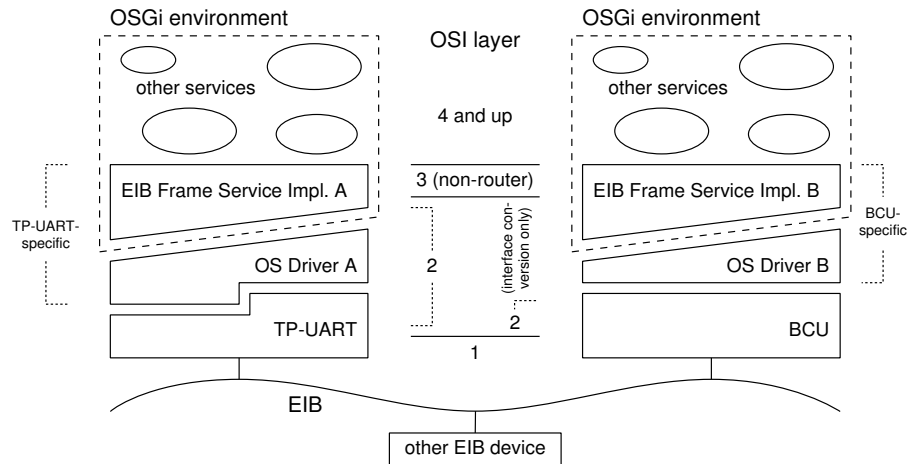 OSGi environment
OSI layer
OSGi environment
other services
other services
4 and up
3 (non-router)
EIB Frame Service Impl. A
EIB Frame Service Impl. B
TP-UART-
specific
BCU-
specific
(interface con-
version only)
2
OS Driver A
OS Driver B
2
TP-UART
BCU
1
EIB
other EIB device